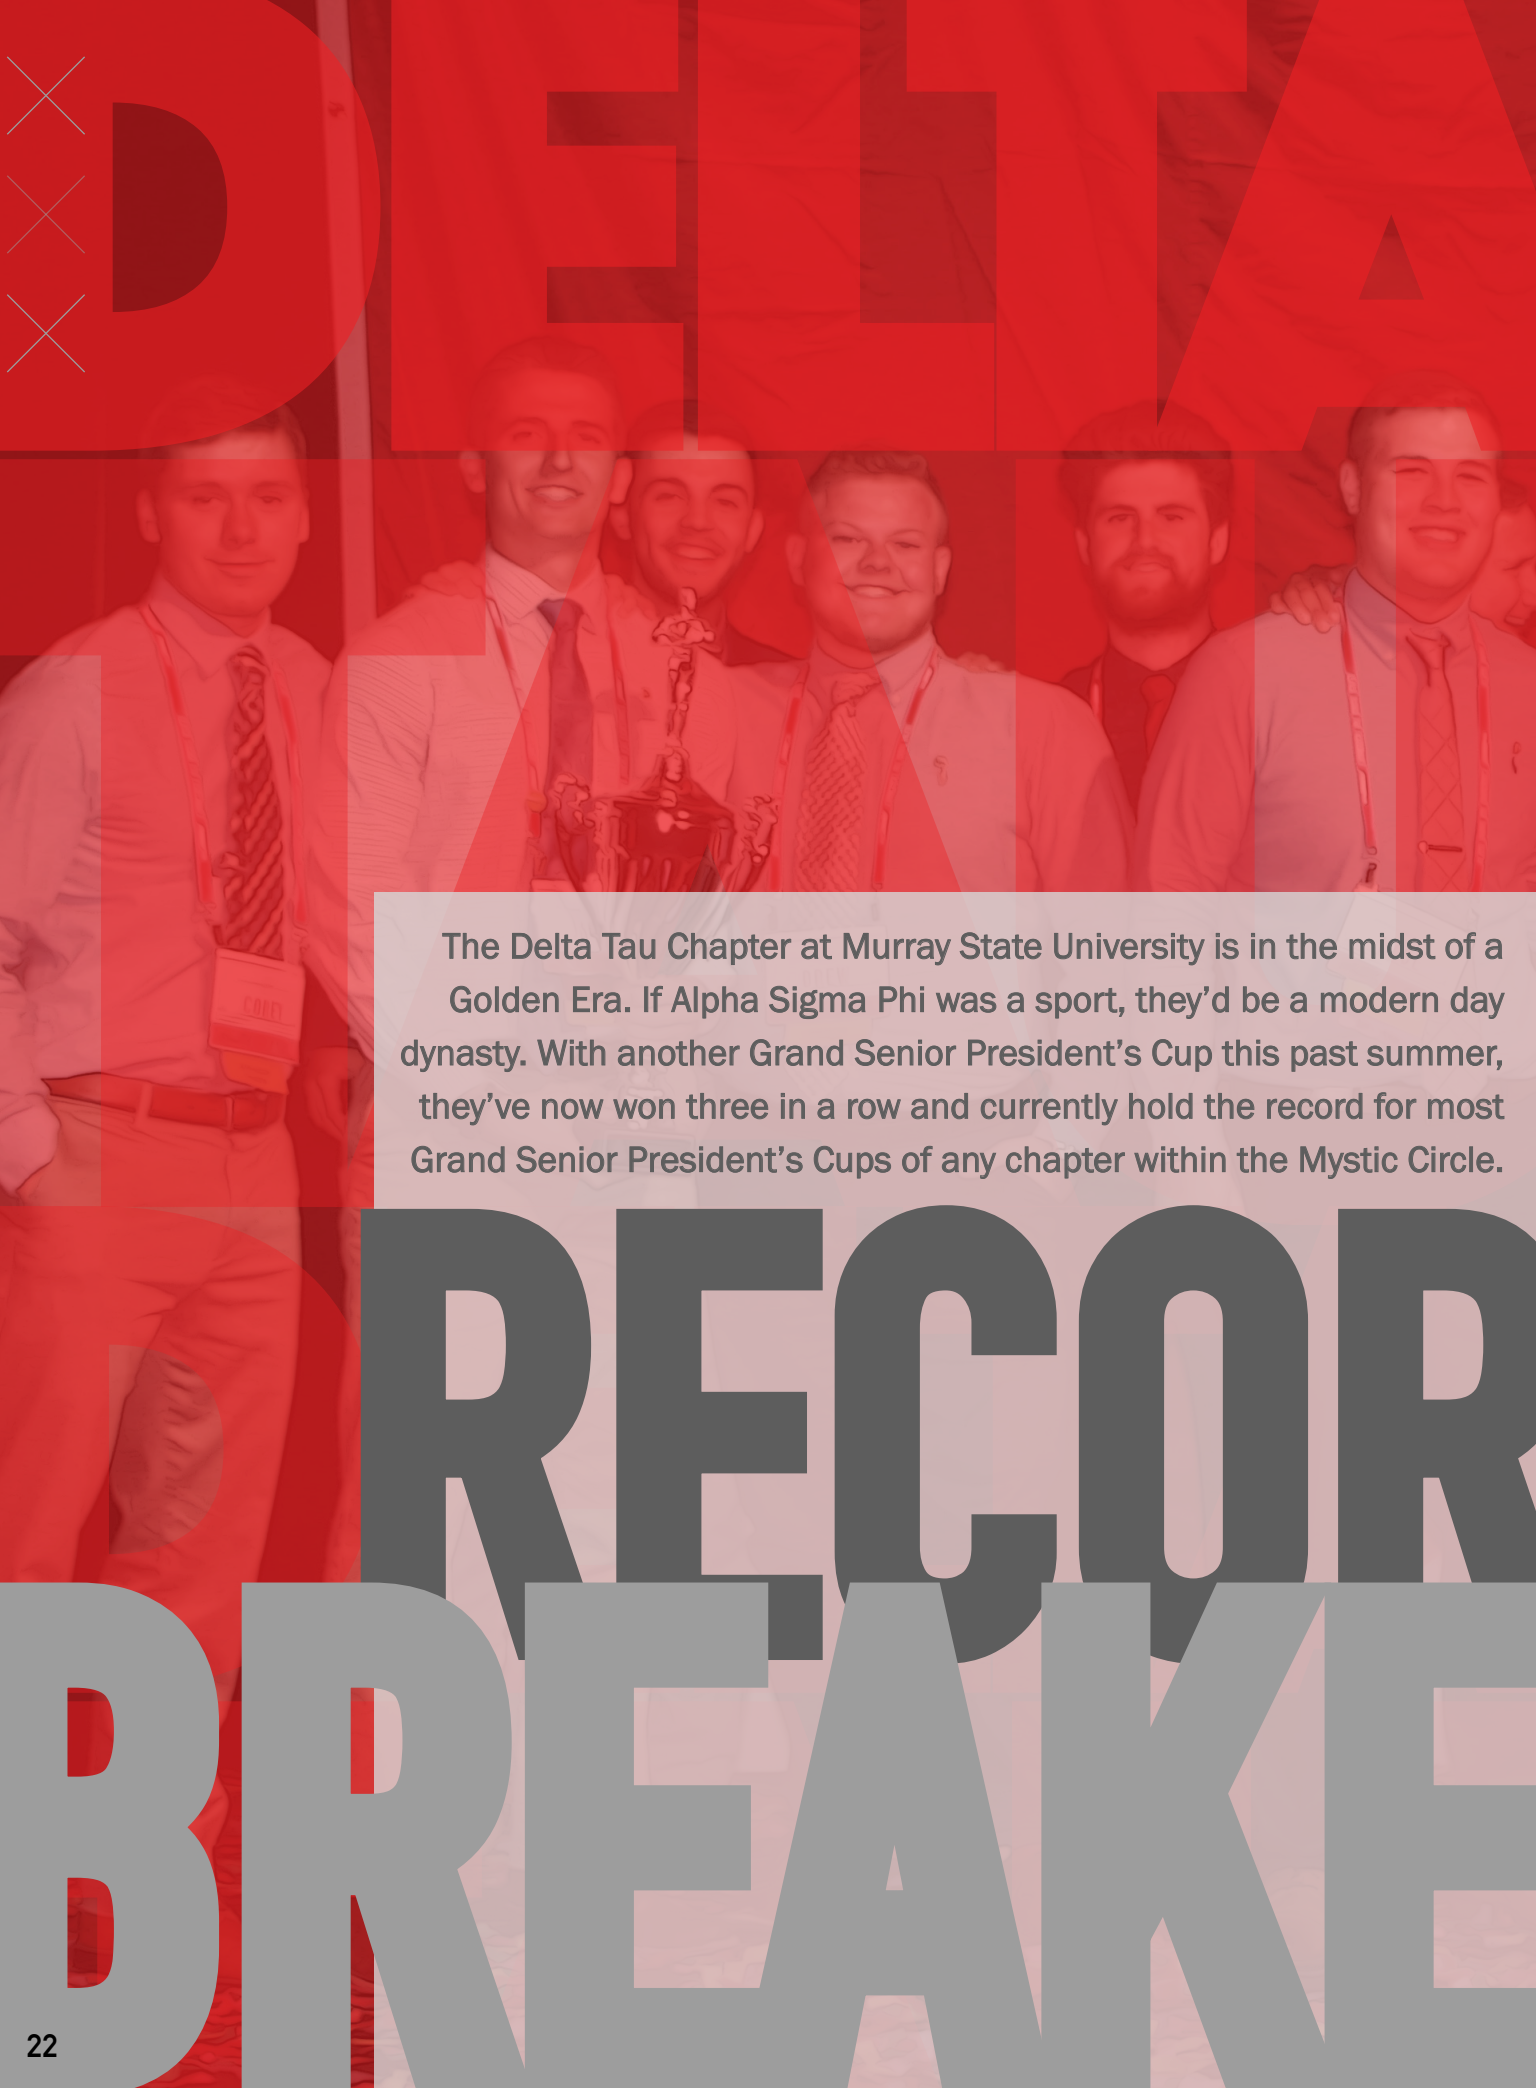 DELTA
TAU
The Delta Tau Chapter at Murray State University is in the midst of a
Golden Era. If Alpha Sigma Phi was a sport, they’d be a modern day
dynasty. With another Grand Senior President’s Cup this past summer,
they’ve now won three in a row and currently hold the record for most
Grand Senior President’s Cups of any chapter within the Mystic Circle.
COREY
D
RECOR
BREAKE
22